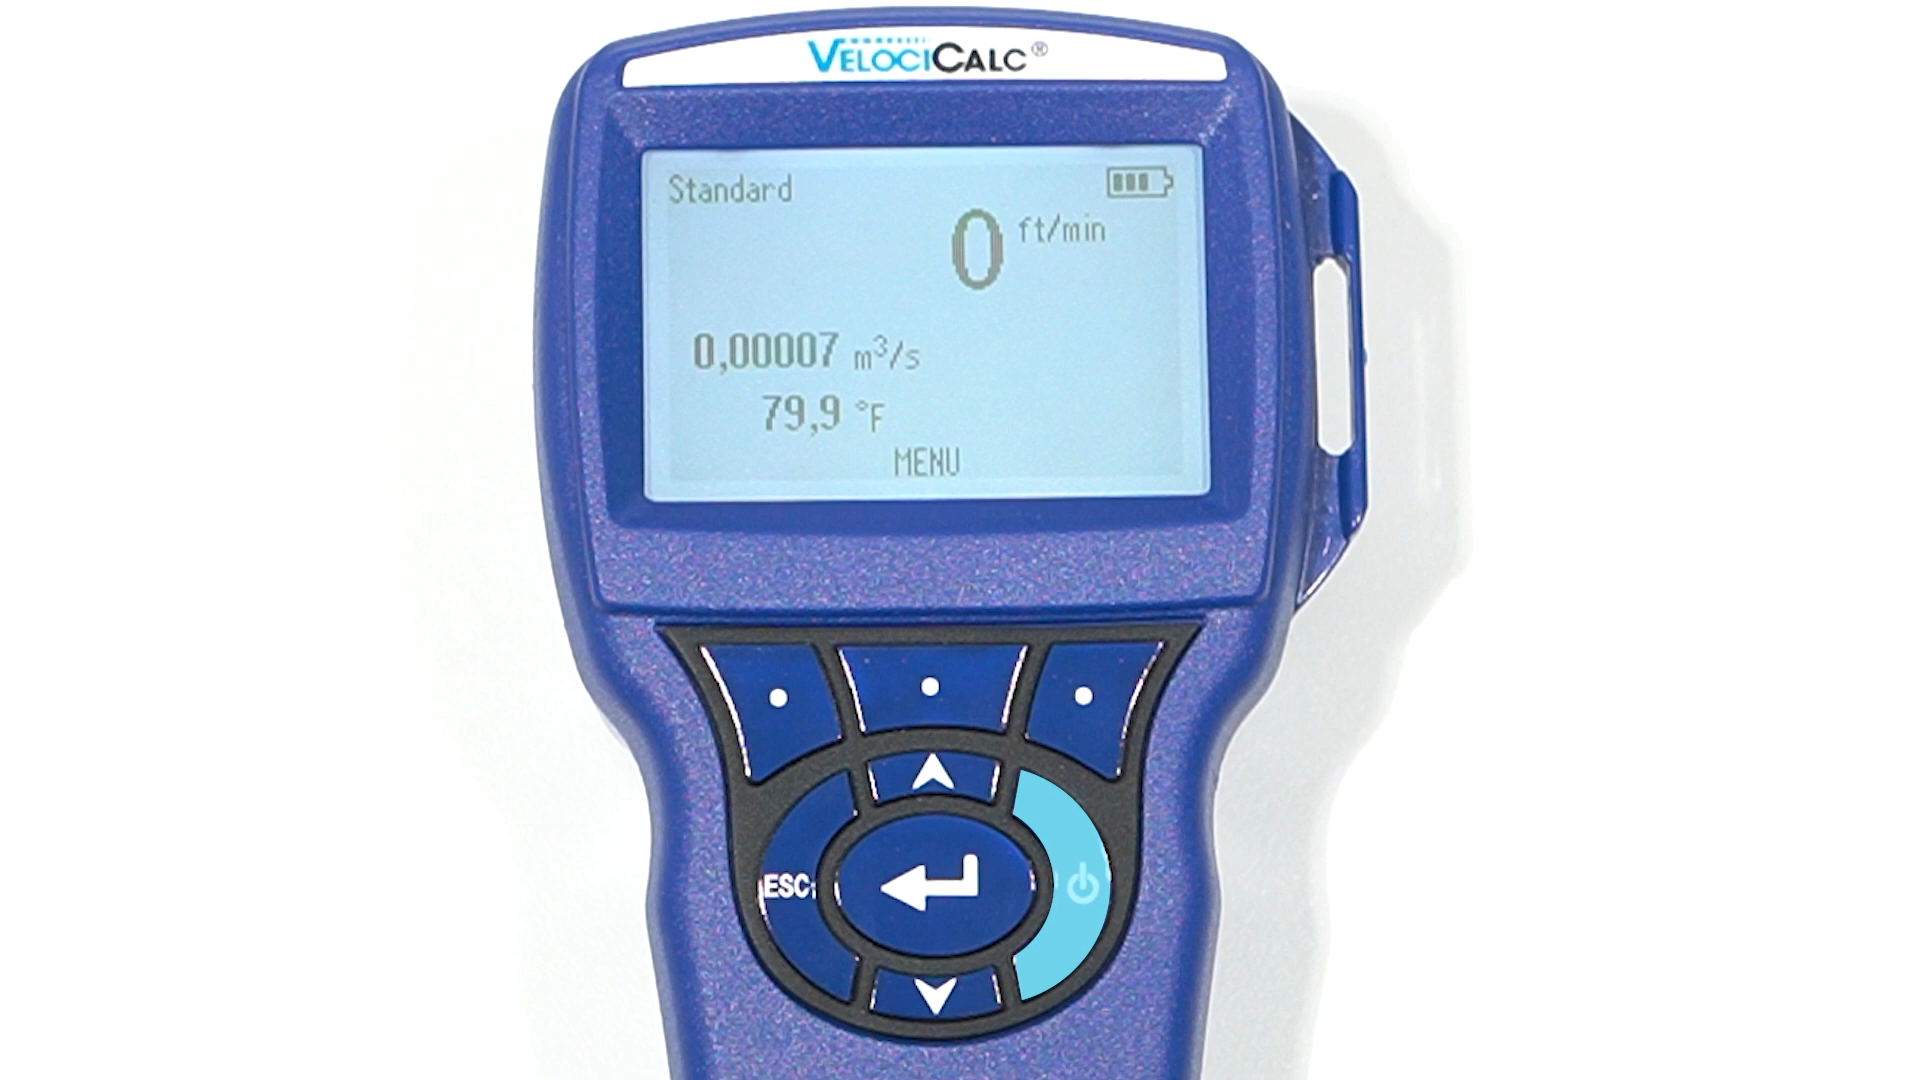 VELOCICALC®
Standard
0 ft/min
0,00007 m³/s
79,9 °F
MENU
ESC